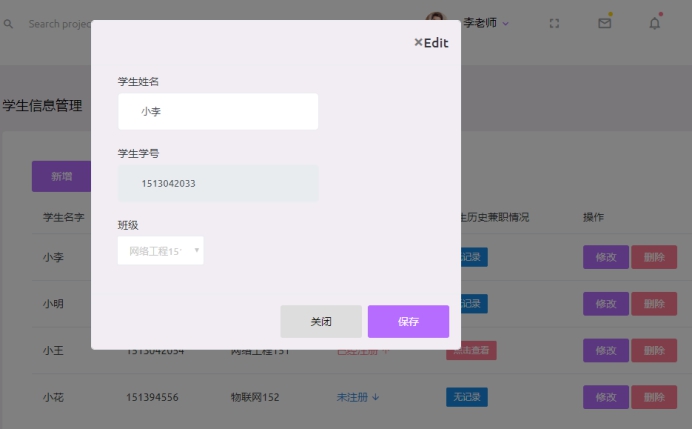 Search projec
李老师
×Edit
学生信息管理
学生姓名
小李
新增
学生学号
1513042033
学生名字
生历史兼职情况
操作
班级
网络工程15
小李
无记录
修改
删除
小明
无记录
修改
删除
关闭
保存
小王
1513042034
网络工程151
已经注册
点击查看
修改
删除
小花
151394556
物联网152
未注册
无记录
修改
删除